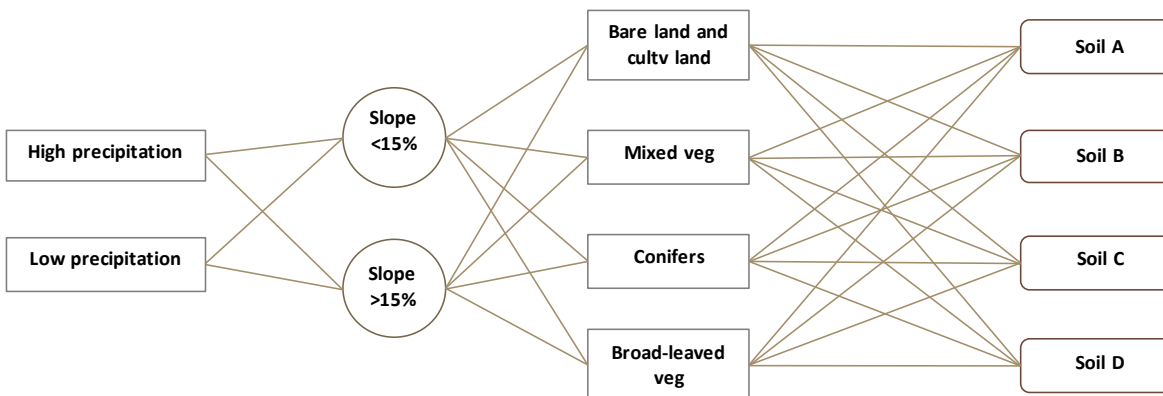 High precipitation
Low precipitation
Slope
<15%
Slope
>15%
Bare land and
cultv land
Mixed veg
Conifers
Broad-leaved
veg
Soil A
Soil B
Soil C
Soil D